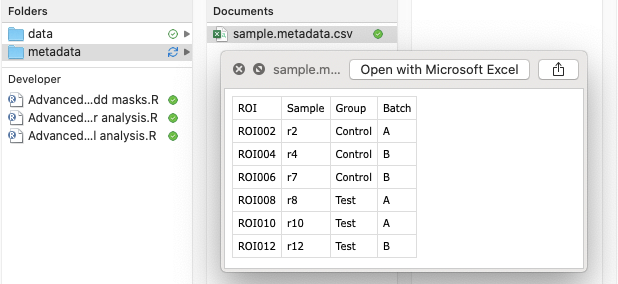 Folders
data
metadata
Developer
Advanced...dd masks.R
Advanced...r analysis.R
Advanced...l analysis.R
Documents
sample.metadata.csv
sample.m... Open with Microsoft Excel
ROI Sample Group Batch
ROI002 r2 Control A
ROI004 r4 Control B
ROI006 r7 Control B
ROI008 r8 Test A
ROI010 r10 Test A
ROI012 r12 Test B